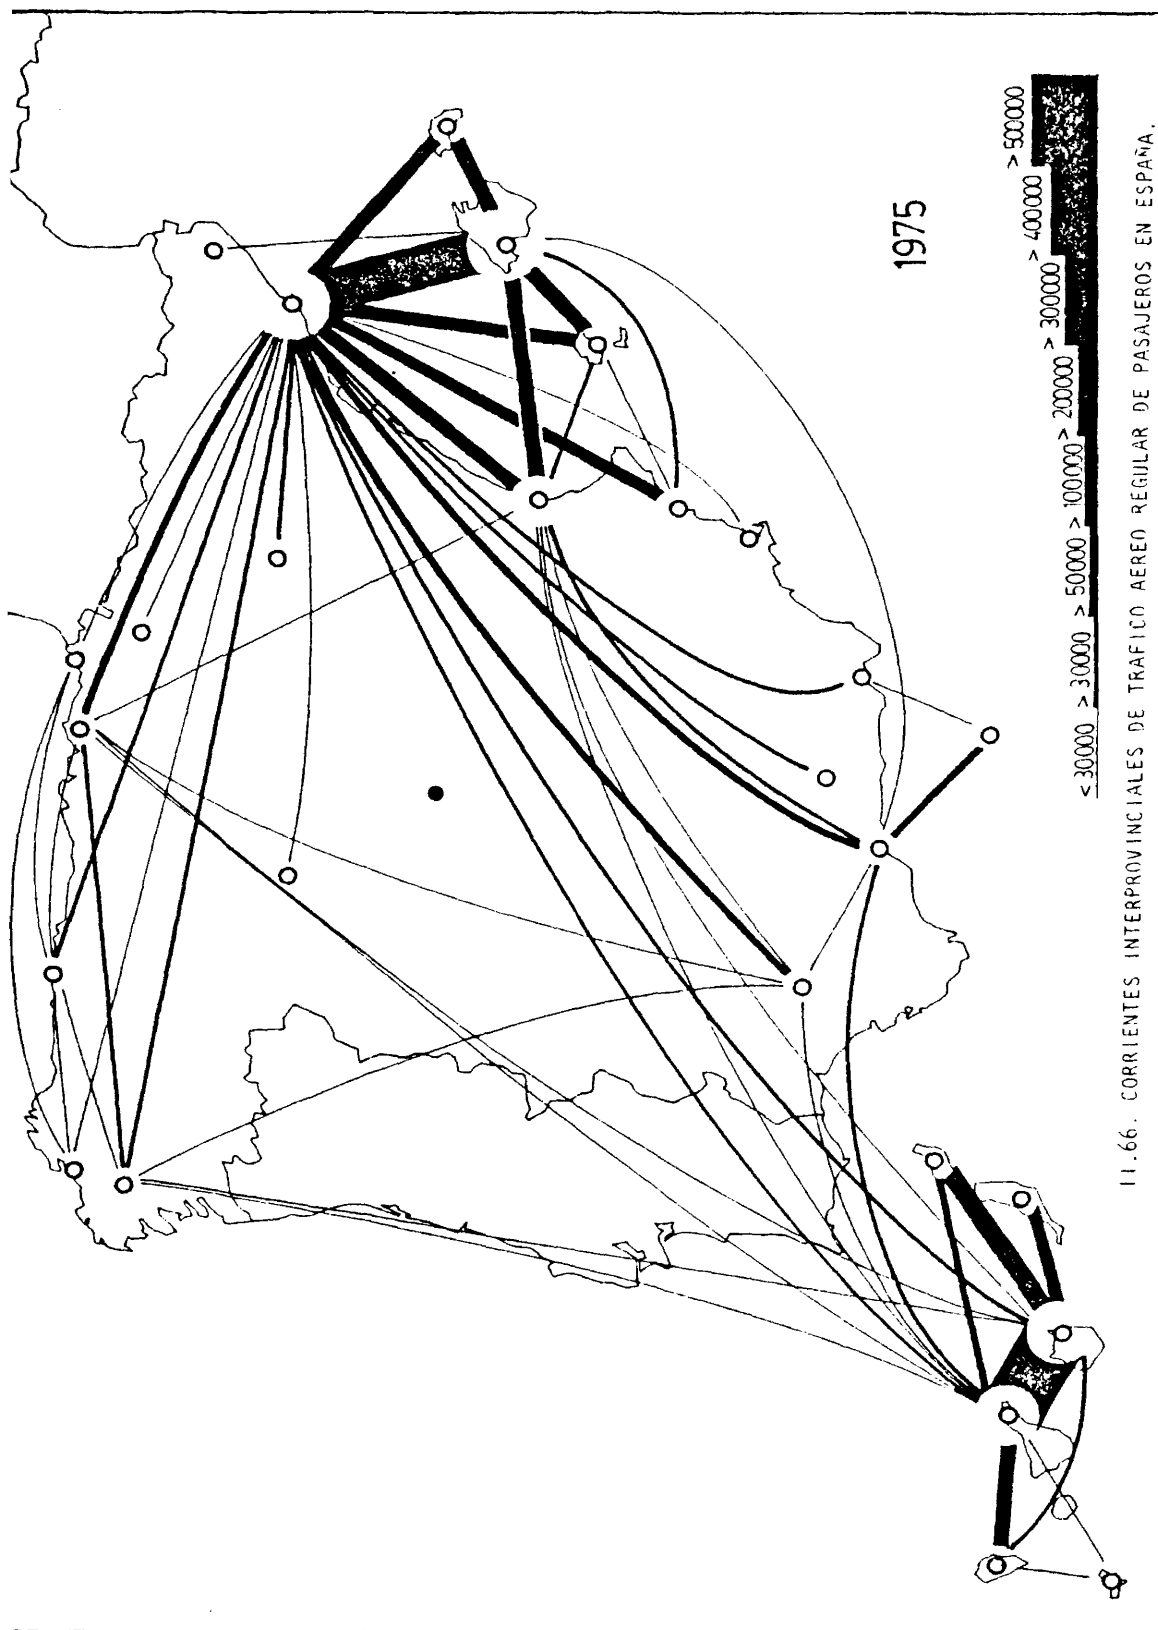 1975
< 30000 > 30000 > 50000 > 100000 > 200000 > 300000 > 400000 > 500000
11.66. CORRIENTES INTERPROVINCIALES DE TRAFICO AEREO REGULAR DE PASAJEROS EN ESPAÑA.